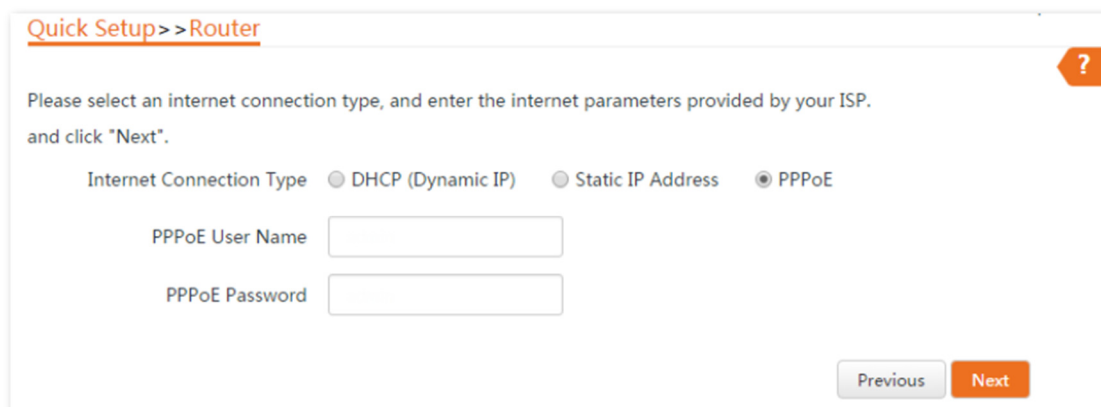 Quick Setup>>Router
?
Please select an internet connection type, and enter the internet parameters provided by your ISP.
and click "Next".
Internet Connection Type DHCP (Dynamic IP) Static IP Address PPPoE
PPPoE User Name
PPPoE Password
Previous Next